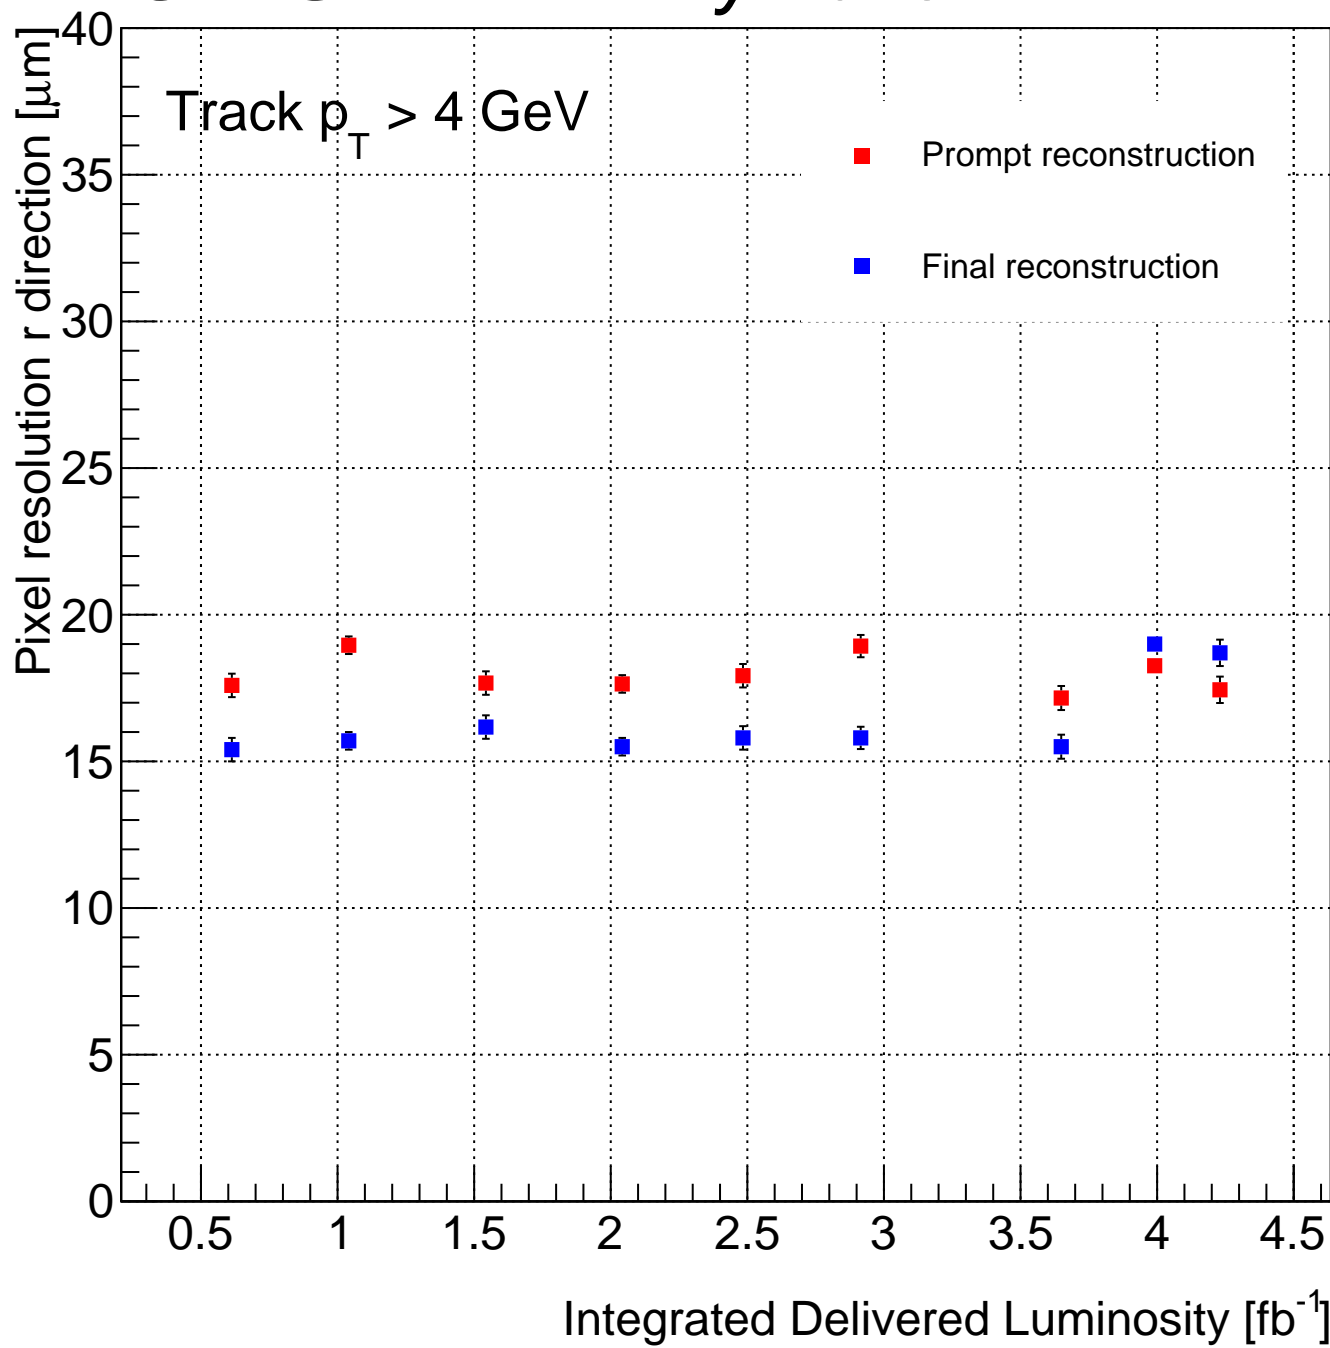 40
35
30
25
20
15
10
5
0
Pixel resolution r direction [μm]
Track pT > 4 GeV
Prompt reconstruction
Final reconstruction
0.5 1 1.5 2 2.5 3 3.5 4 4.5
Integrated Delivered Luminosity [fb-1]